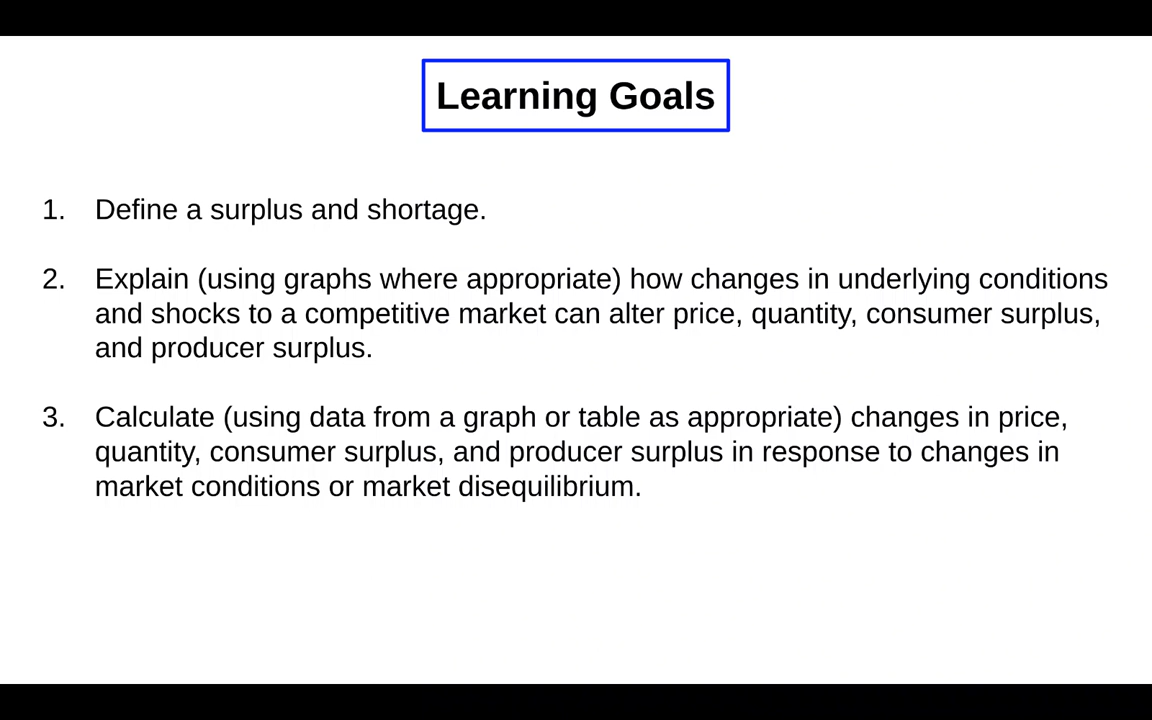 Learning Goals
1. Define a surplus and shortage.
2. Explain (using graphs where appropriate) how changes in underlying conditions
and shocks to a competitive market can alter price, quantity, consumer surplus,
and producer surplus.
3. Calculate (using data from a graph or table as appropriate) changes in price,
quantity, consumer surplus, and producer surplus in response to changes in
market conditions or market disequilibrium.